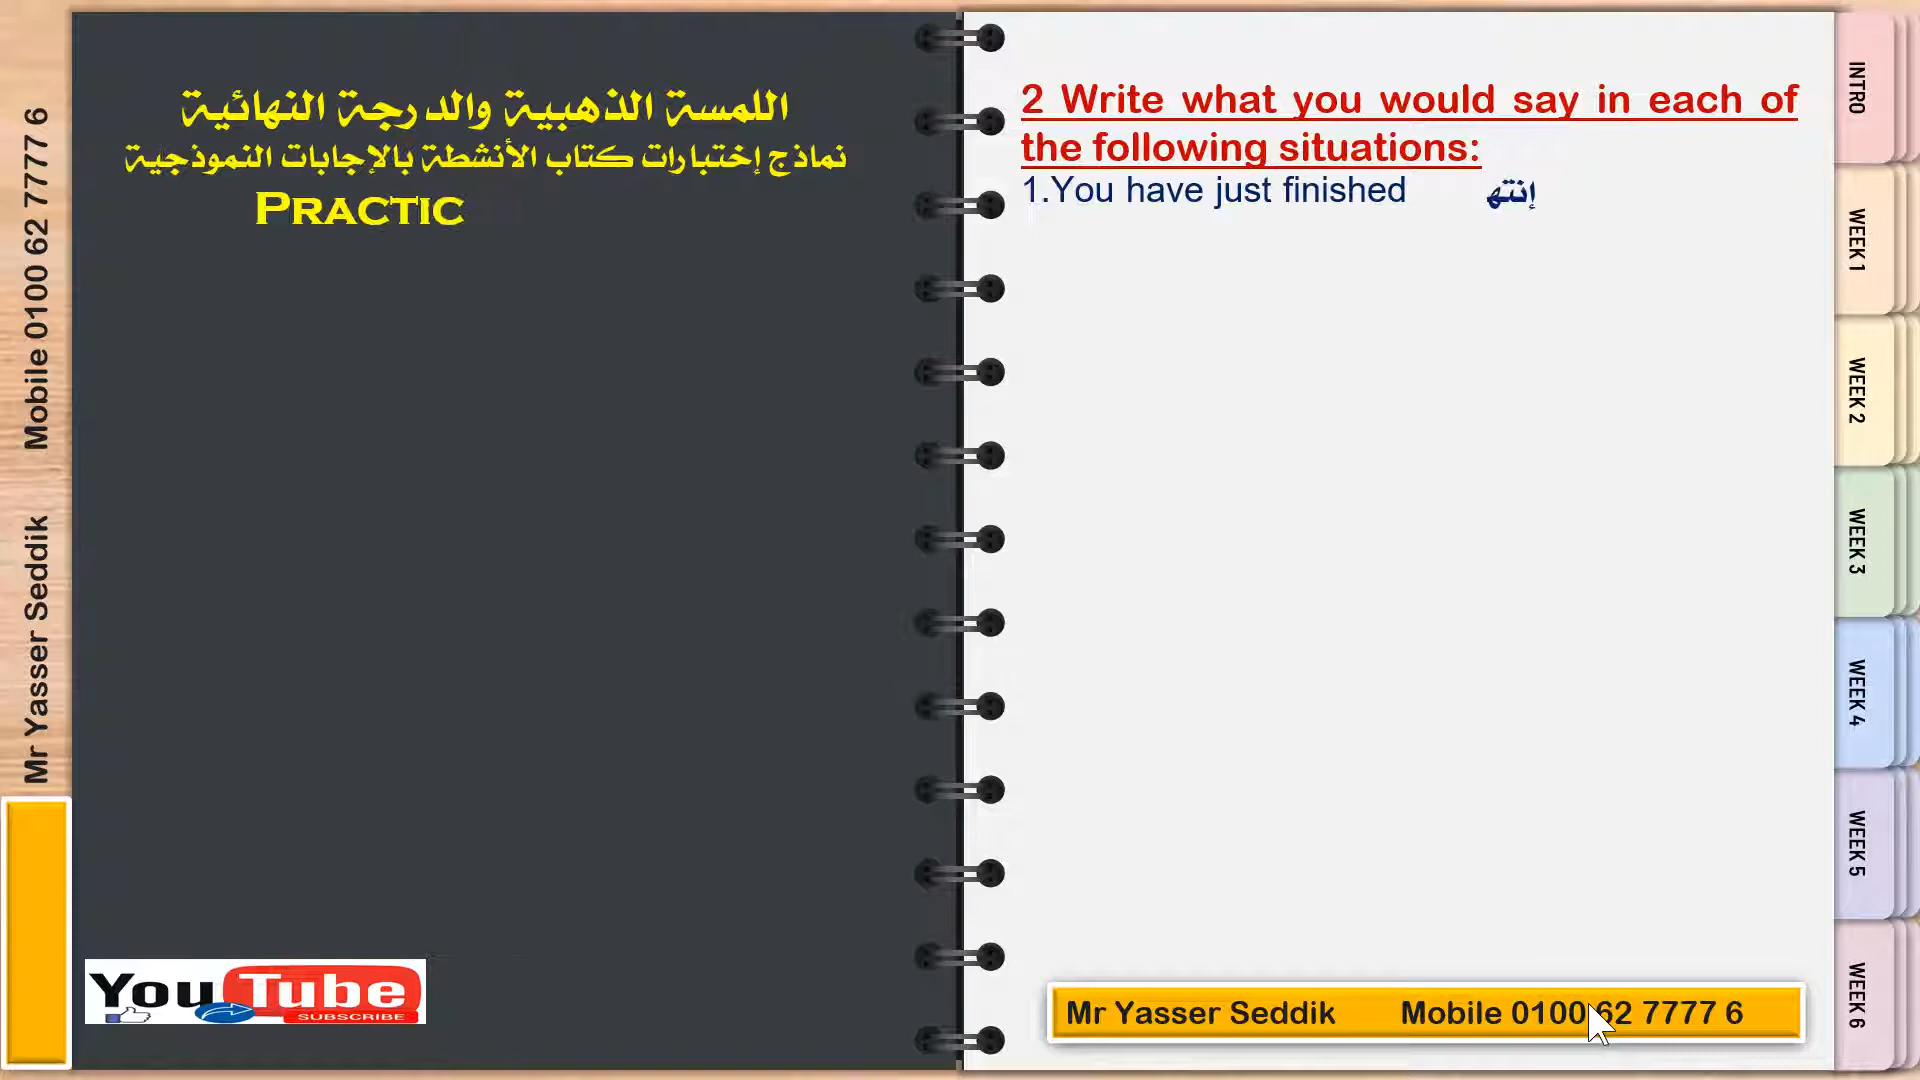 اللمسة الذهبية والدرجة النهائية
نماذج إختبارات كتاب الأنشطة بالإجابات النموذجية
PRACTIC
2 Write what you would say in each of
the following situations:
1.You have just finished إنته
Mr Yasser Seddik Mobile 0100 62 7777 6
YouTube
SUBSCRIBE
Mr Yasser Seddik Mobile 0100 62 7777 6
INTRO
WEEK 1
WEEK 2
WEEK 3
WEEK 4
WEEK 5
WEEK 6